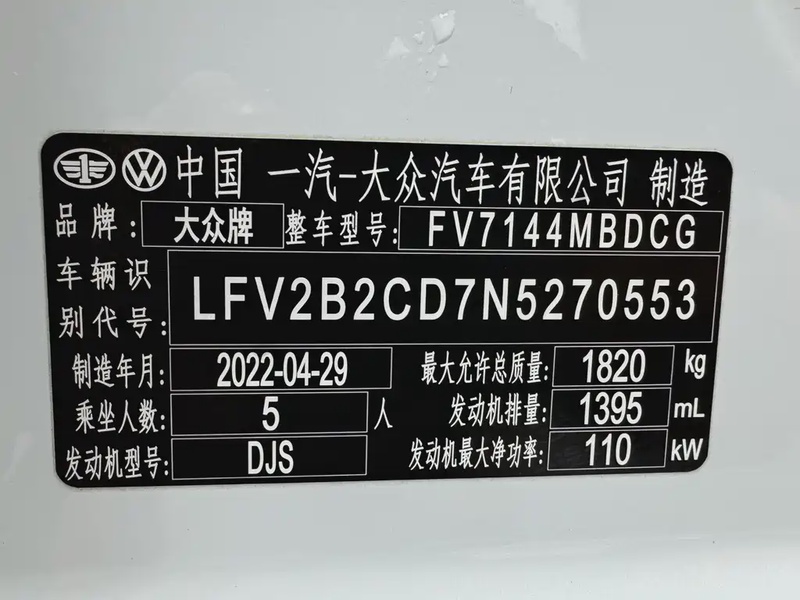 中国 一汽-大众汽车有限公司 制造
品牌: 大众牌 整车型号: FV7144MBDCG
车辆识别代号: LFV2B2CD7N5270553
制造年月: 2022-04-29 最大允许总质量: 1820 kg
乘坐人数: 5 人 发动机排量: 1395 mL
发动机型号: DJS 发动机最大净功率: 110 kW